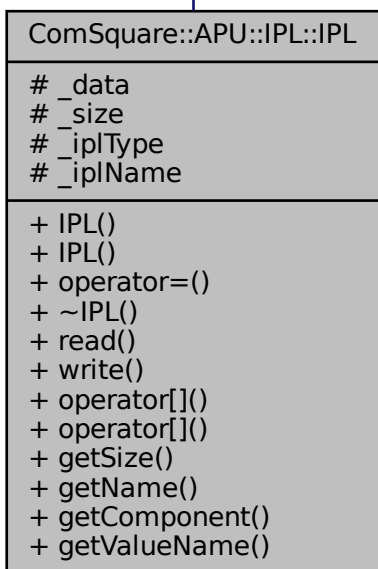 ComSquare::APU::IPL::IPL
# _data
# _size
# _iplType
# _iplName
+ IPL()
+ IPL()
+ operator=()
+ ~IPL()
+ read()
+ write()
+ operator[]()
+ operator[]()
+ getSize()
+ getName()
+ getComponent()
+ getValueName()